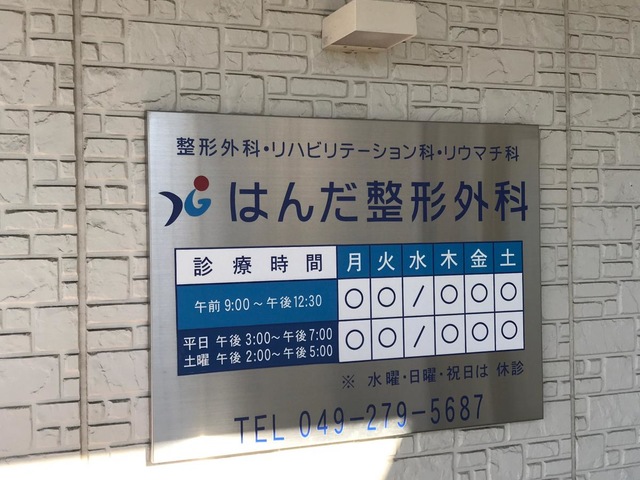 整形外科・リハビリテーション科・リウマチ科
はんだ整形外科
診療時間 月 火 水 木 金 土
午前 9:00～午後12:30 ○ ○ / ○ ○ ○
平日 午後 3:00～午後7:00 ○ ○ / ○ ○ ○
土曜 午後 2:00～午後5:00
※ 水曜・日曜・祝日は 休診
TEL 049-279-5687